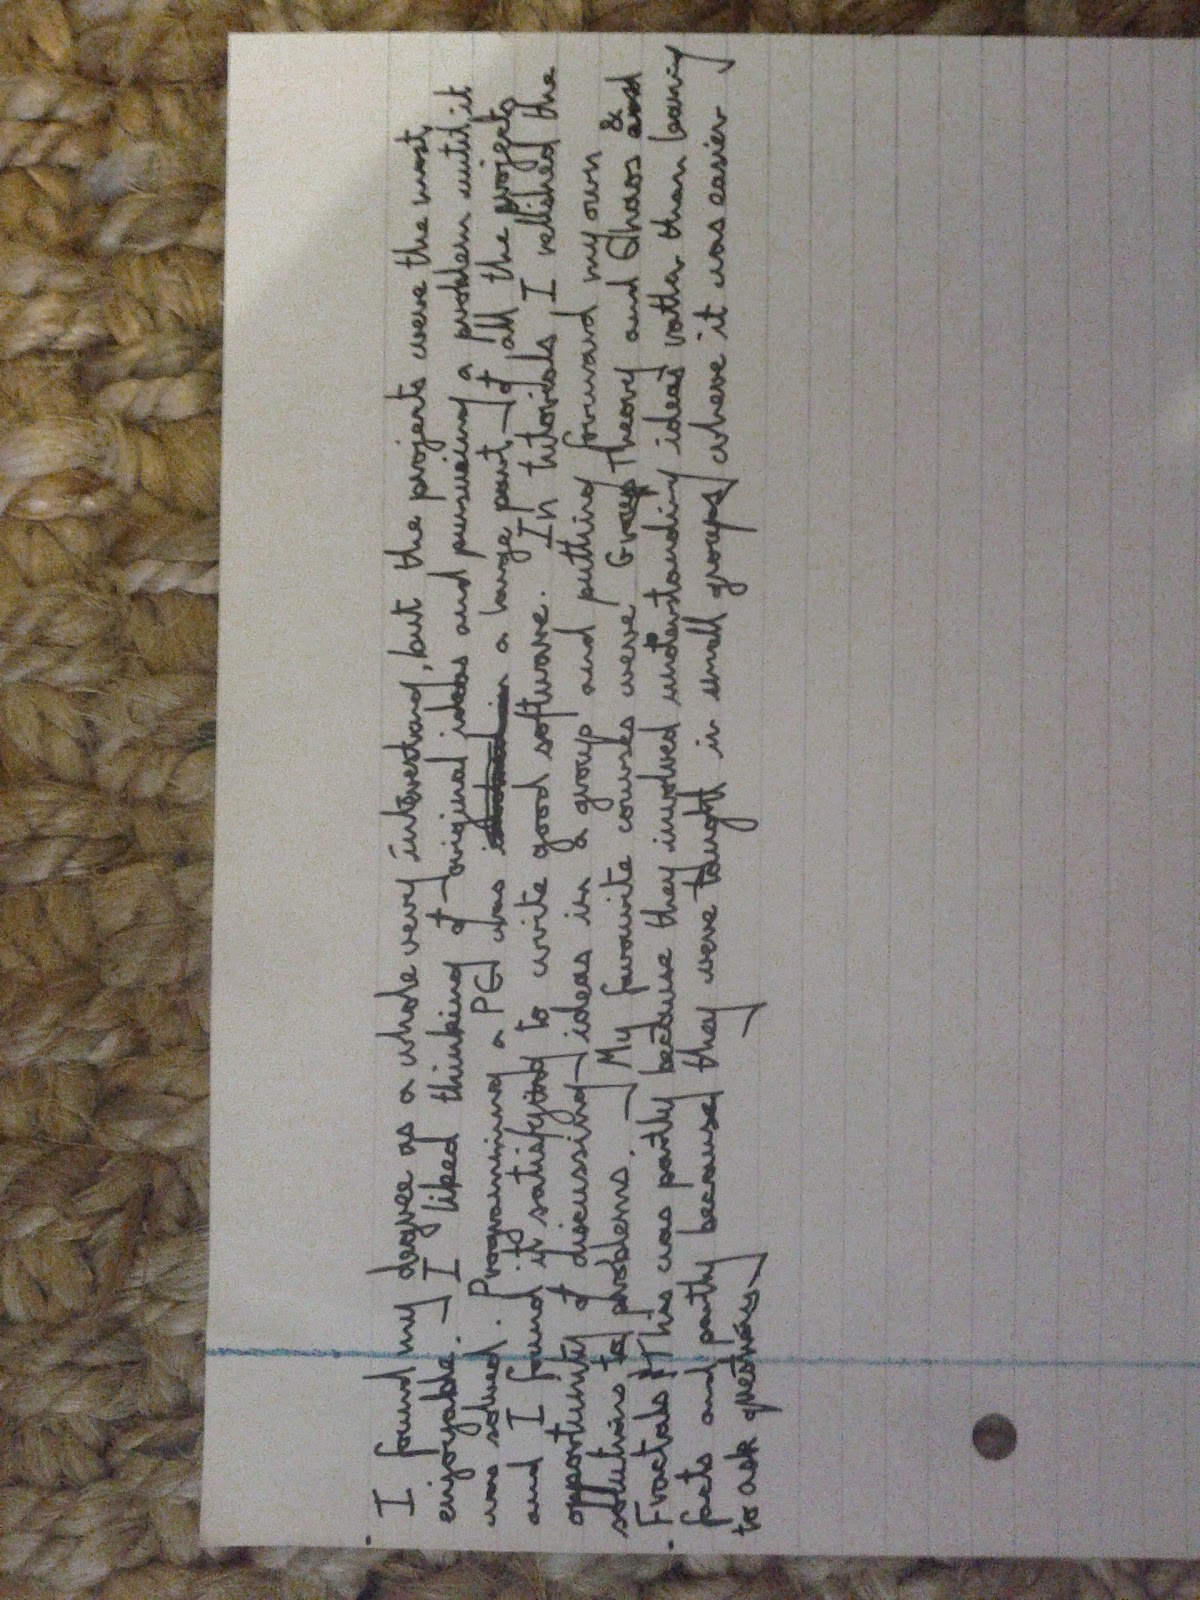 I found my degree as a whole very interesting, but the projects were the most
enjoyable. I liked thinking of original ideas and pursuing a problem until it
was solved. Programming a PC was a large part of all the projects
and I found it satisfying to write good software. In tutorials I relished the
opportunity of discussing ideas in a group and putting forward my own
solutions to problems. My favourite courses were Group Theory and Chaos &
Fractals. This was partly because they involved understanding ideas rather than learning
facts and partly because they were taught in small groups where it was easier
to ask questions